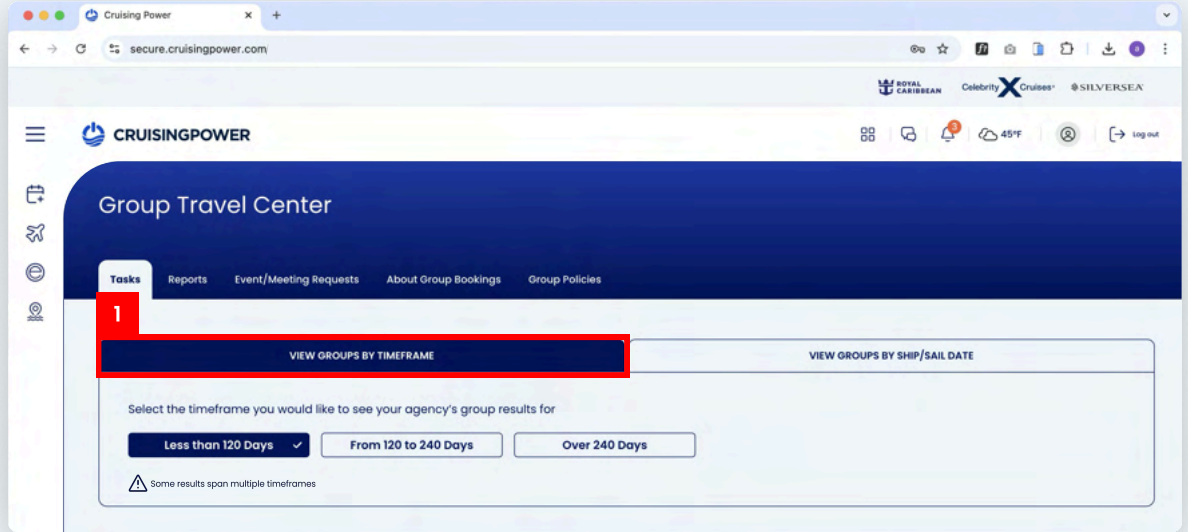 Cruising Power
secure.cruisingpower.com
ROYAL CARIBBEAN Celebrity X Cruises SILVERSEA
CRUISINGPOWER 3 45°F Log out
Group Travel Center
Tasks Reports Event/Meeting Requests About Group Bookings Group Policies
1
VIEW GROUPS BY TIMEFRAME VIEW GROUPS BY SHIP/SAIL DATE
Select the timeframe you would like to see your agency's group results for
Less than 120 Days From 120 to 240 Days Over 240 Days
Some results span multiple timeframes